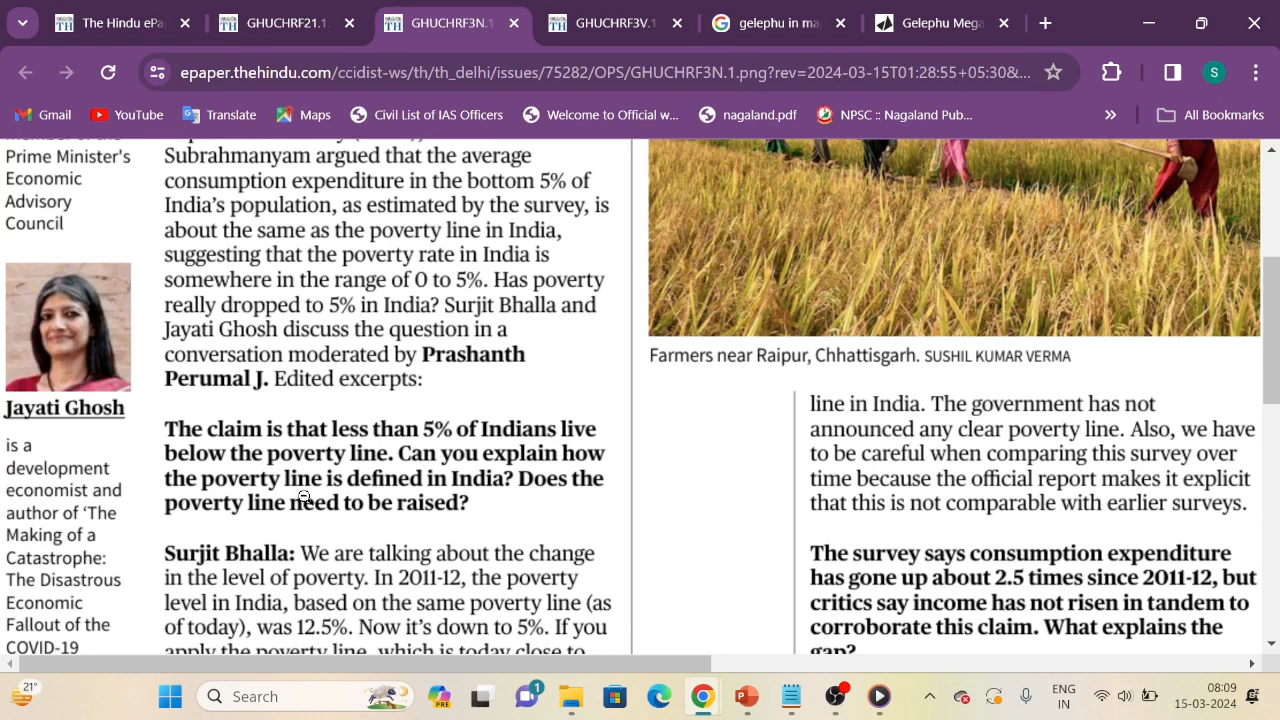 The Hindu ePa
GHUCHRF21.1
GHUCHRF3N.1
GHUCHRF3V.1
gelephu in ma
Gelephu Mega
epaper.thehindu.com/ccidist-ws/th/th_delhi/issues/75282/OPS/GHUCHRF3N.1.png?rev=2024-03-15T01:28:55+05:30&...
S
Gmail
YouTube
Translate
Maps
Civil List of IAS Officers
Welcome to Official w...
nagaland.pdf
NPSC :: Nagaland Pub...
All Bookmarks
Prime Minister's
Economic
Advisory
Council
Jayati Ghosh
is a
development
economist and
author of ‘The
Making of a
Catastrophe:
The Disastrous
Economic
Fallout of the
COVID-19
Subrahmanyam argued that the average
consumption expenditure in the bottom 5% of
India’s population, as estimated by the survey, is
about the same as the poverty line in India,
suggesting that the poverty rate in India is
somewhere in the range of 0 to 5%. Has poverty
really dropped to 5% in India? Surjit Bhalla and
Jayati Ghosh discuss the question in a
conversation moderated by Prashanth
Perumal J. Edited excerpts:
The claim is that less than 5% of Indians live
below the poverty line. Can you explain how
the poverty line is defined in India? Does the
poverty line need to be raised?
Surjit Bhalla: We are talking about the change
in the level of poverty. In 2011-12, the poverty
level in India, based on the same poverty line (as
of today), was 12.5%. Now it’s down to 5%. If you
apply the poverty line, which is today close to
Farmers near Raipur, Chhattisgarh. SUSHIL KUMAR VERMA
line in India. The government has not
announced any clear poverty line. Also, we have
to be careful when comparing this survey over
time because the official report makes it explicit
that this is not comparable with earlier surveys.
The survey says consumption expenditure
has gone up about 2.5 times since 2011-12, but
critics say income has not risen in tandem to
corroborate this claim. What explains the
gap?
21°
Search
PRE
1
ENG
IN
08:09
15-03-2024